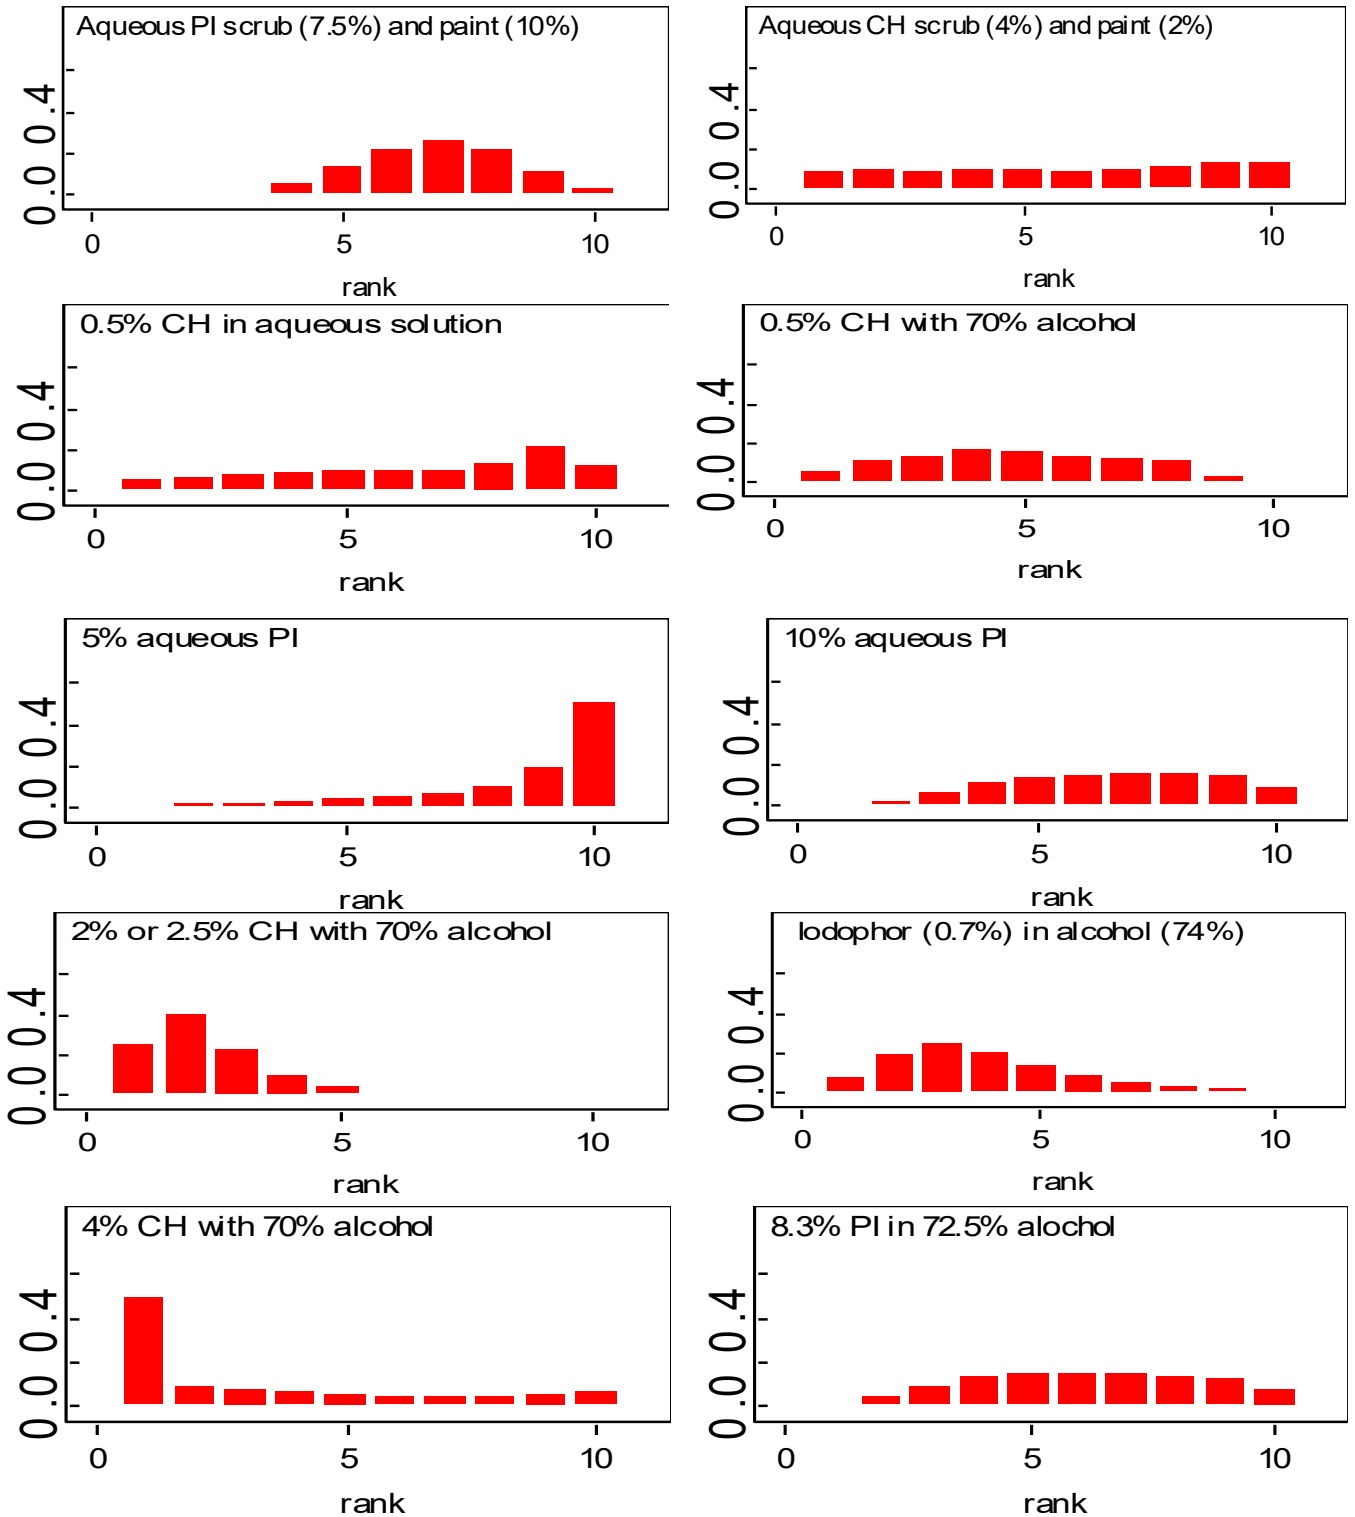 Aqueous PI scrub (7.5%) and paint (10%)
0.0 0.4
0 5 10
rank
Aqueous CH scrub (4%) and paint (2%)
0.0 0.4
0 5 10
rank
0.5% CH in aqueous solution
0.0 0.4
0 5 10
rank
0.5% CH with 70% alcohol
0.0 0.4
0 5 10
rank
5% aqueous PI
0.0 0.4
0 5 10
rank
10% aqueous PI
0.0 0.4
0 5 10
rank
2% or 2.5% CH with 70% alcohol
0.0 0.4
0 5 10
rank
Iodophor (0.7%) in alcohol (74%)
0.0 0.4
0 5 10
rank
4% CH with 70% alcohol
0.0 0.4
0 5 10
rank
8.3% PI in 72.5% alochol
0.0 0.4
0 5 10
rank